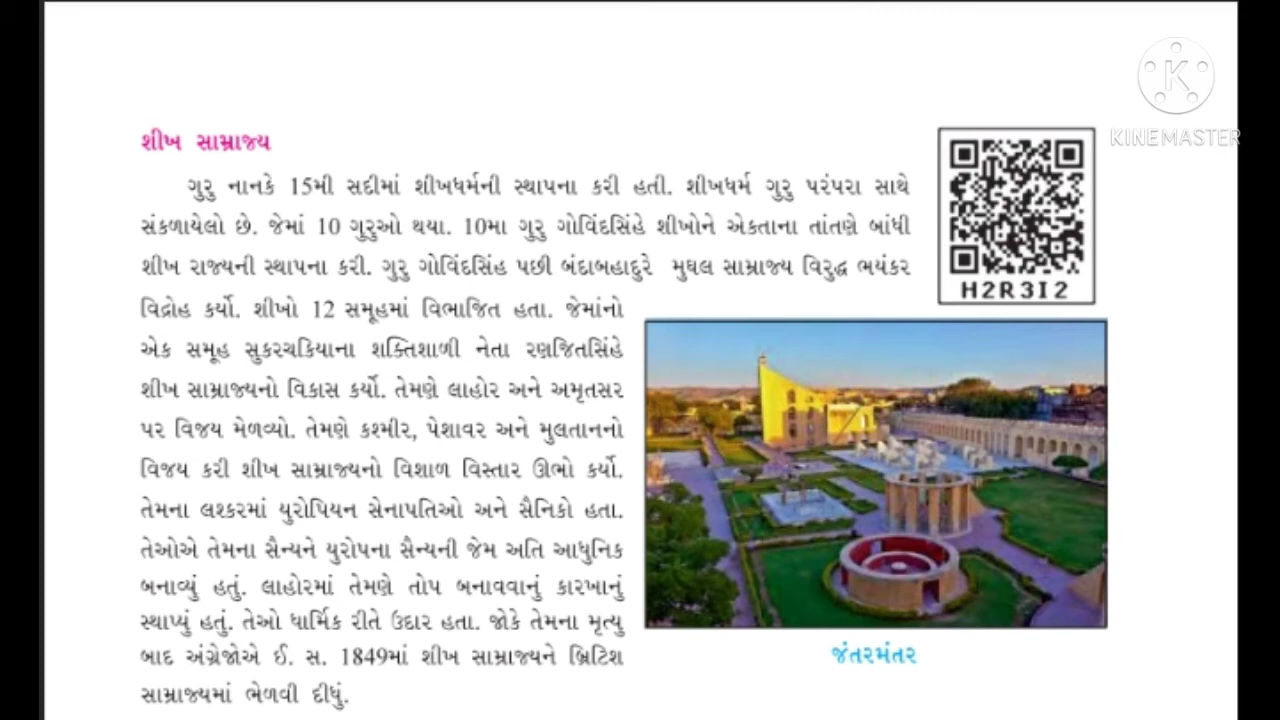 KINEMASTER
શીખ સામ્રાજ્ય
ગુરુ નાનકે 15મી સદીમાં શીખધર્મની સ્થાપના કરી હતી. શીખધર્મ ગુરુ પરંપરા સાથે
સંકળાયેલો છે. જેમાં 10 ગુરુઓ થયા. 10મા ગુરુ ગોવિંદસિંહે શીખોને એકતાના તાંતણે બાંધી
શીખ રાજ્યની સ્થાપના કરી. ગુરુ ગોવિંદસિંહ પછી બંદાબહાદુરે મુઘલ સામ્રાજ્ય વિરુદ્ધ ભયંકર
વિદ્રોહ કર્યો. શીખો 12 સમૂહમાં વિભાજિત હતા. જેમાંનો
એક સમૂહ સુકરચકિયાના શક્તિશાળી નેતા રણજિતસિંહે
શીખ સામ્રાજ્યનો વિકાસ કર્યો. તેમણે લાહોર અને અમૃતસર
પર વિજય મેળવ્યો. તેમણે કશ્મીર, પેશાવર અને મુલતાનનો
વિજય કરી શીખ સામ્રાજ્યનો વિશાળ વિસ્તાર ઊભો કર્યો.
તેમના લશ્કરમાં યુરોપિયન સેનાપતિઓ અને સૈનિકો હતા.
તેઓએ તેમના સૈન્યને યુરોપના સૈન્યની જેમ અતિ આધુનિક
બનાવ્યું હતું. લાહોરમાં તેમણે તોપ બનાવવાનું કારખાનું
સ્થાપ્યું હતું. તેઓ ધાર્મિક રીતે ઉદાર હતા. જોકે તેમના મૃત્યુ
બાદ અંગ્રેજોએ ઈ. સ. 1849માં શીખ સામ્રાજ્યને બ્રિટિશ
સામ્રાજ્યમાં ભેળવી દીધું.
H2R3I2
જંતરમંતર